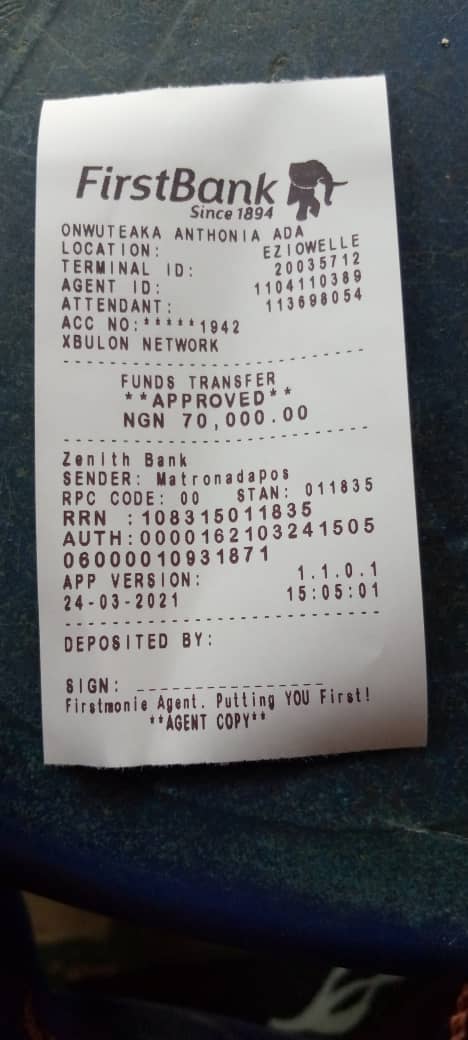 FirstBank
Since 1894
ONWUTEAKA ANTHONIA ADA
LOCATION: EZIOWELLE
TERMINAL ID: 20035712
AGENT ID: 1104110389
ATTENDANT: 113698054
ACC NO:*****1942
XBULON NETWORK
FUNDS TRANSFER
**APPROVED**
NGN 70,000.00
Zenith Bank
SENDER: Matronadapos
RPC CODE: 00 STAN: 011835
RRN :108315011835
AUTH:0000162103241505
06000010931871
APP VERSION: 1.1.0.1
24-03-2021 15:05:01
DEPOSITED BY:
SIGN: ________________
Firstmonie Agent. Putting YOU First!
**AGENT COPY**